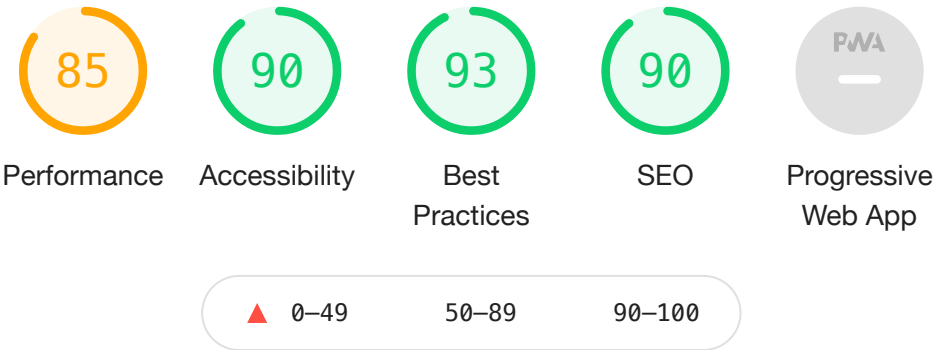 85
90
93
90
PWA
Performance
Accessibility
Best
Practices
SEO
Progressive
Web App
0–49
50–89
90–100